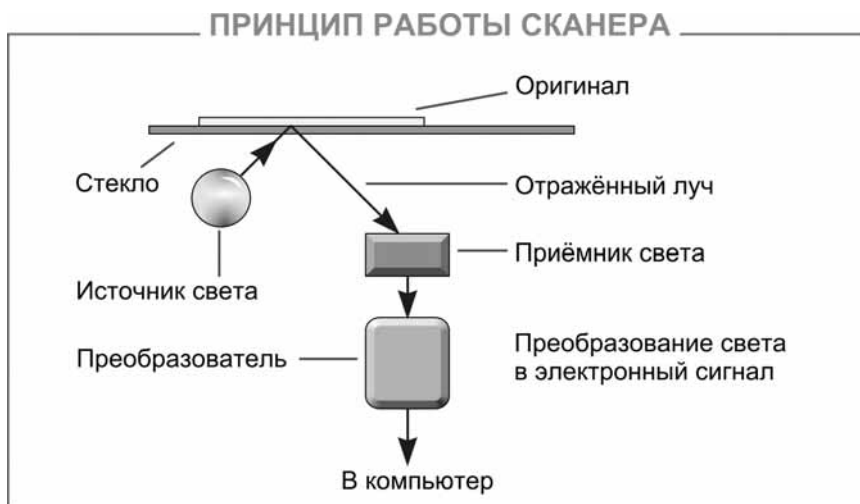 ПРИНЦИП РАБОТЫ СКАНЕРА
Оригинал
Стекло
Отражённый луч
Приёмник света
Источник света
Преобразователь
Преобразование света
в электронный сигнал
В компьютер